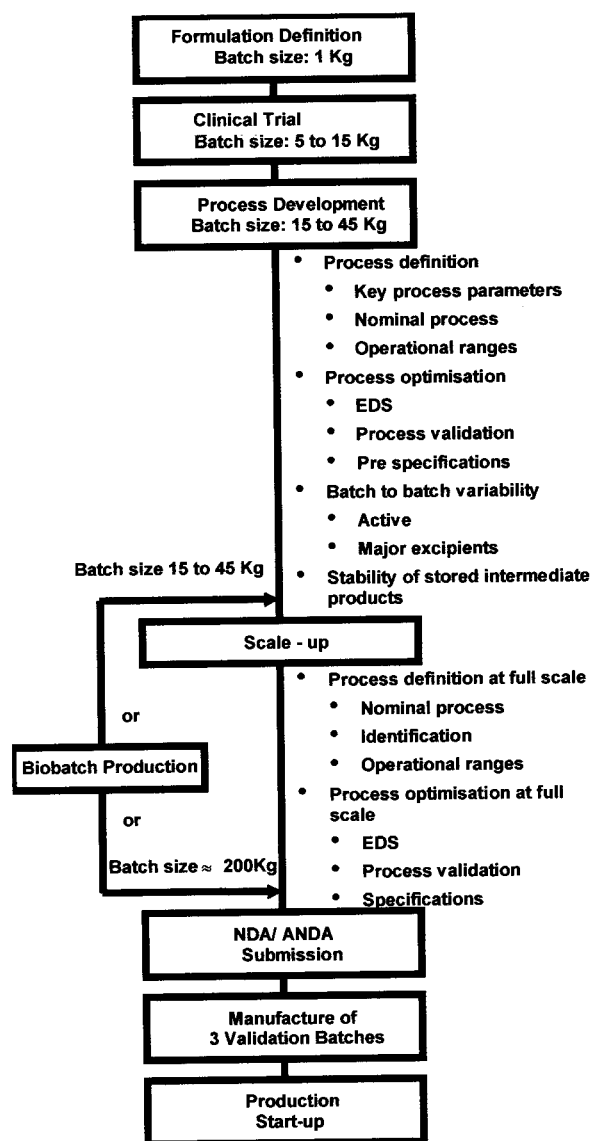 Formulation Definition
Batch size: 1 Kg
Clinical Trial
Batch size: 5 to 15 Kg
Process Development
Batch size: 15 to 45 Kg
• Process definition
• Key process parameters
• Nominal process
• Operational ranges
• Process optimisation
• EDS
• Process validation
• Pre specifications
• Batch to batch variability
• Active
• Major excipients
• Stability of stored intermediate
products
Batch size 15 to 45 Kg
Scale - up
• Process definition at full scale
• Nominal process
• Identification
• Operational ranges
• Process optimisation at full
scale
• EDS
• Process validation
• Specifications
or
Biobatch Production
or
Batch size ≈ 200Kg
NDA/ ANDA
Submission
Manufacture of
3 Validation Batches
Production
Start-up